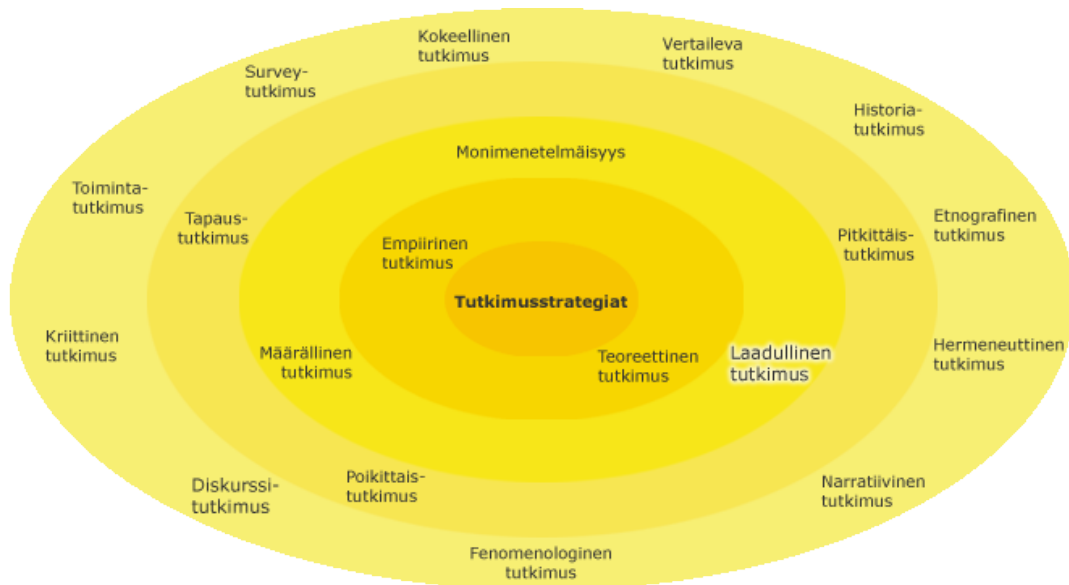 Kokeellinen
tutkimus
Vertaileva
tutkimus
Survey-
tutkimus
Historia-
tutkimus
Monimenetelmäisyys
Toiminta-
tutkimus
Tapaus-
tutkimus
Etnografinen
tutkimus
Pitkittäis-
tutkimus
Empiirinen
tutkimus
Tutkimusstrategiat
Kriittinen
tutkimus
Määrällinen
tutkimus
Teoreettinen
tutkimus
Laadullinen
tutkimus
Hermeneuttinen
tutkimus
Diskurssi-
tutkimus
Poikittais-
tutkimus
Narratiivinen
tutkimus
Fenomenologinen
tutkimus